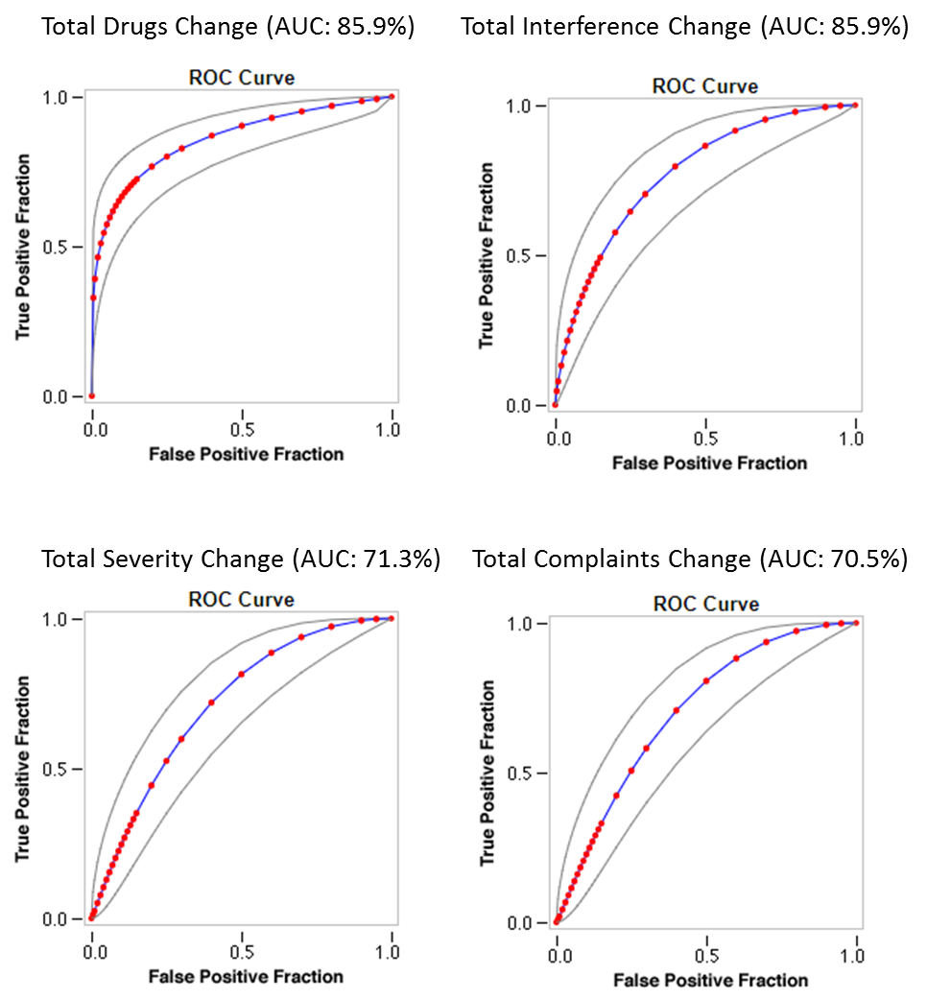 Total Drugs Change (AUC: 85.9%)
ROC Curve
True Positive Fraction
1.0
0.5
0.0
0.0 0.5 1.0
False Positive Fraction
Total Interference Change (AUC: 85.9%)
ROC Curve
True Positive Fraction
1.0
0.5
0.0
0.0 0.5 1.0
False Positive Fraction
Total Severity Change (AUC: 71.3%)
ROC Curve
True Positive Fraction
1.0
0.5
0.0
0.0 0.5 1.0
False Positive Fraction
Total Complaints Change (AUC: 70.5%)
ROC Curve
True Positive Fraction
1.0
0.5
0.0
0.0 0.5 1.0
False Positive Fraction